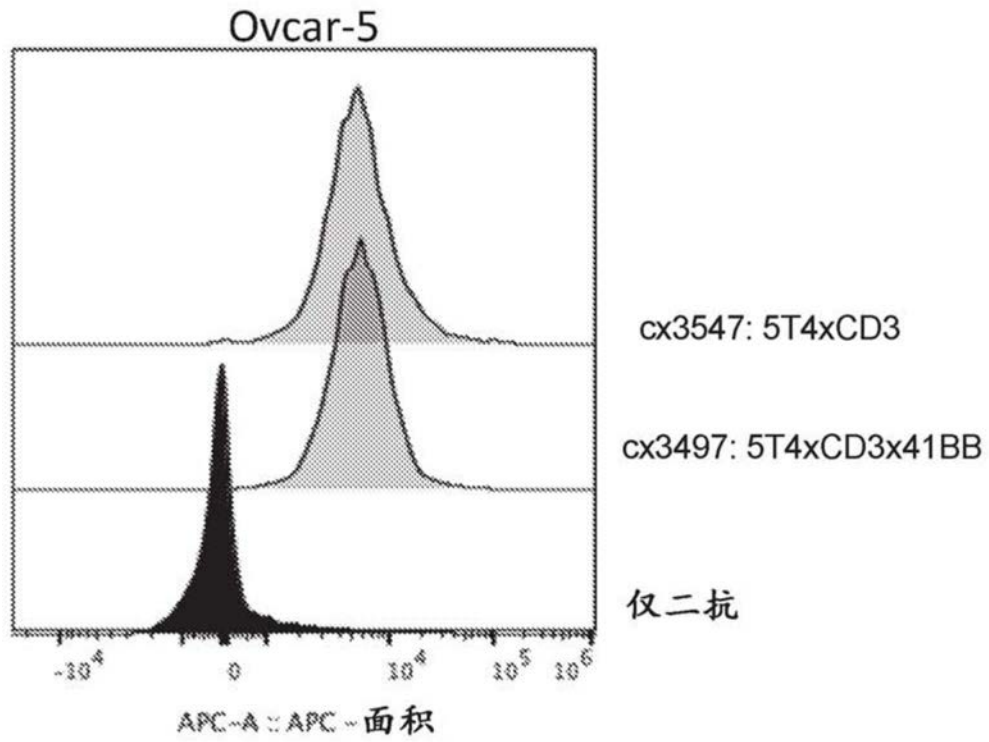 Ovcar-5
cx3547: 5T4xCD3
cx3497: 5T4xCD3x41BB
仅二抗
-10⁴ 0 10⁴ 10⁵ 10⁶
APC-A :: APC - 面积